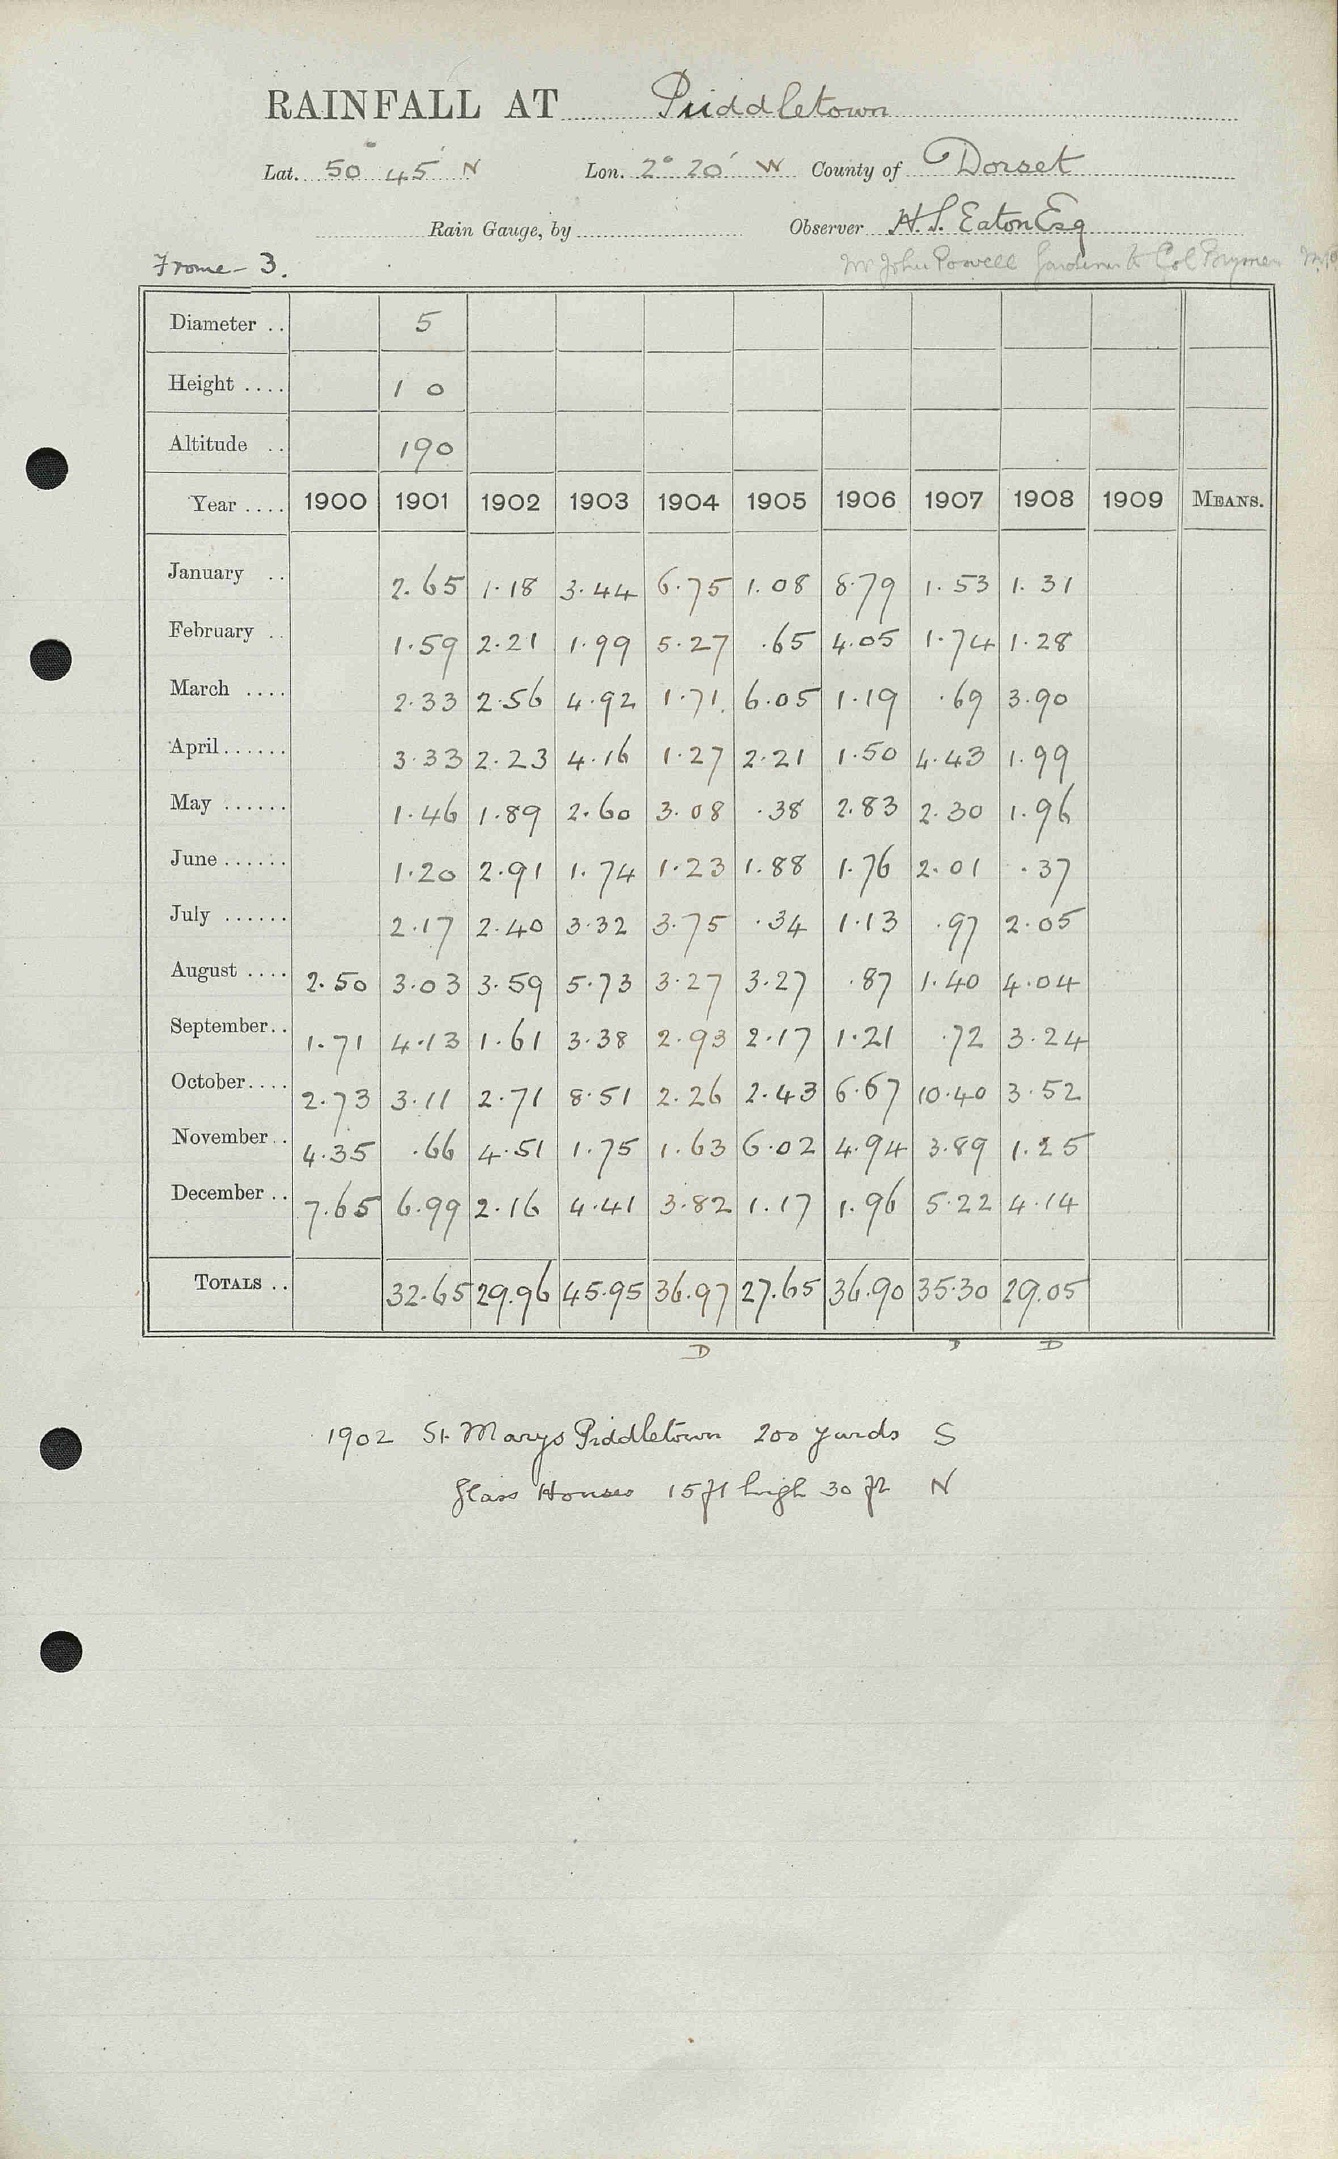 RAINFALL AT Puddletown
Lat. 50° 45' N Lon. 2° 20' W County of Dorset
Rain Gauge, by Observer H.S. Eaton Esq
Frome - 3. Mr John Powell Gardener to Col
Diameter .. 5
Height .... 1 0
Altitude .. 190
Year .... 1900 1901 1902 1903 1904 1905 1906 1907 1908 1909 MEANS.
January .. 2.65 1.18 3.44 6.75 1.08 8.79 1.53 1.31
February .. 1.59 2.21 1.99 5.27 .65 4.05 1.74 1.28
March .... 2.33 2.56 4.92 1.71 6.05 1.19 .69 3.90
April ...... 3.33 2.23 4.16 1.27 2.21 1.50 4.43 1.99
May ...... 1.46 1.89 2.60 3.08 .38 2.83 2.30 1.96
June ...... 1.20 2.91 1.74 1.23 1.88 1.76 2.01 .37
July ...... 2.17 2.40 3.32 3.75 .34 1.13 .97 2.05
August .... 2.50 3.03 3.59 5.73 3.27 3.27 .87 1.40 4.04
September.. 1.71 4.13 1.61 3.38 2.93 2.17 1.21 .72 3.24
October.... 2.73 3.11 2.71 8.51 2.26 2.43 6.67 10.40 3.52
November.. 4.35 .66 4.51 1.75 1.63 6.02 4.94 3.89 1.25
December .. 7.65 6.99 2.16 4.41 3.82 1.17 1.96 5.22 4.14
TOTALS .. 32.65 29.96 45.95 36.97 27.65 36.90 35.30 29.05
D D D
1902 St Marys Piddletown 200 yards S
Glass Houses 15 ft high 30 ft N